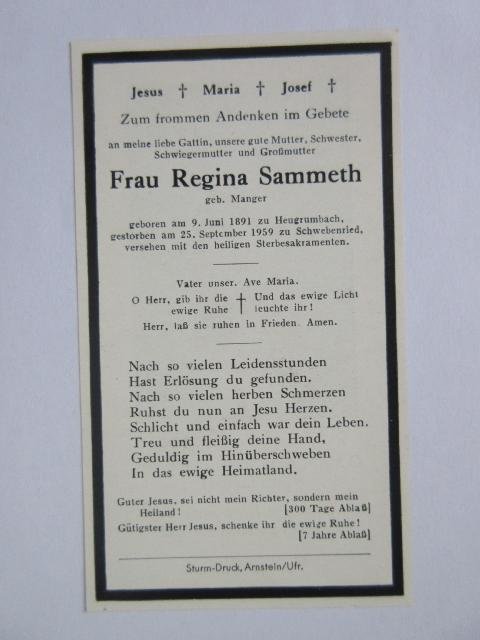 Jesus † Maria † Josef †
Zum frommen Andenken im Gebete
an meine liebe Gattin, unsere gute Mutter, Schwester,
Schwiegermutter und Großmutter
Frau Regina Sammeth
geb. Manger
geboren am 9. Juni 1891 zu Heugrumbach,
gestorben am 25. September 1959 zu Schwebenried,
versehen mit den heiligen Sterbesakramenten.
Vater unser. Ave Maria.
O Herr, gib ihr die † Und das ewige Licht
ewige Ruhe leuchte ihr!
Herr, laß sie ruhen in Frieden. Amen.
Nach so vielen Leidensstunden
Hast Erlösung du gefunden.
Nach so vielen herben Schmerzen
Ruhst du nun an Jesu Herzen.
Schlicht und einfach war dein Leben.
Treu und fleißig deine Hand,
Geduldig im Hinüberschweben
In das ewige Heimatland.
Guter Jesus, sei nicht mein Richter, sondern mein
Heiland! [300 Tage Ablaß]
Gütigster Herr Jesus, schenke ihr die ewige Ruhe!
[7 Jahre Ablaß]
Sturm-Druck, Arnstein/Ufr.